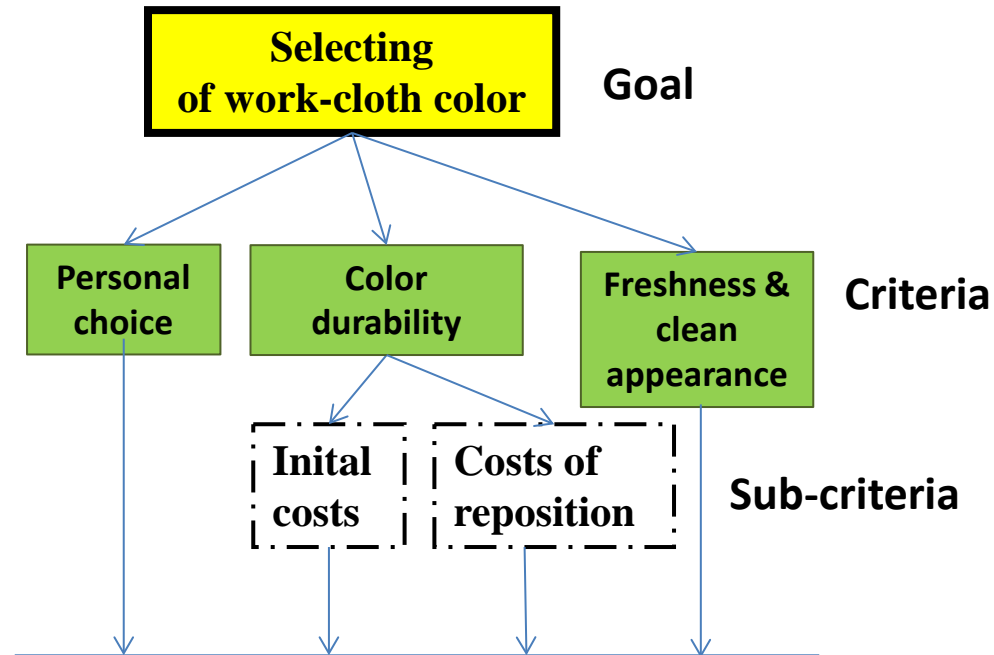 Selecting
of work-cloth color
Goal
Personal
choice
Color
durability
Freshness &
clean
appearance
Criteria
Inital
costs
Costs of
reposition
Sub-criteria